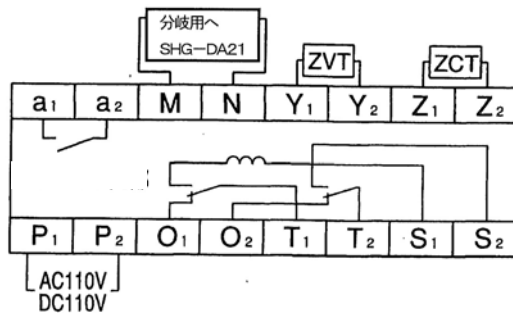 分岐用へ
SHG-DA21
ZVT
ZCT
a1 a2 M N Y1 Y2 Z1 Z2
P1 P2 O1 O2 T1 T2 S1 S2
AC110V
DC110V